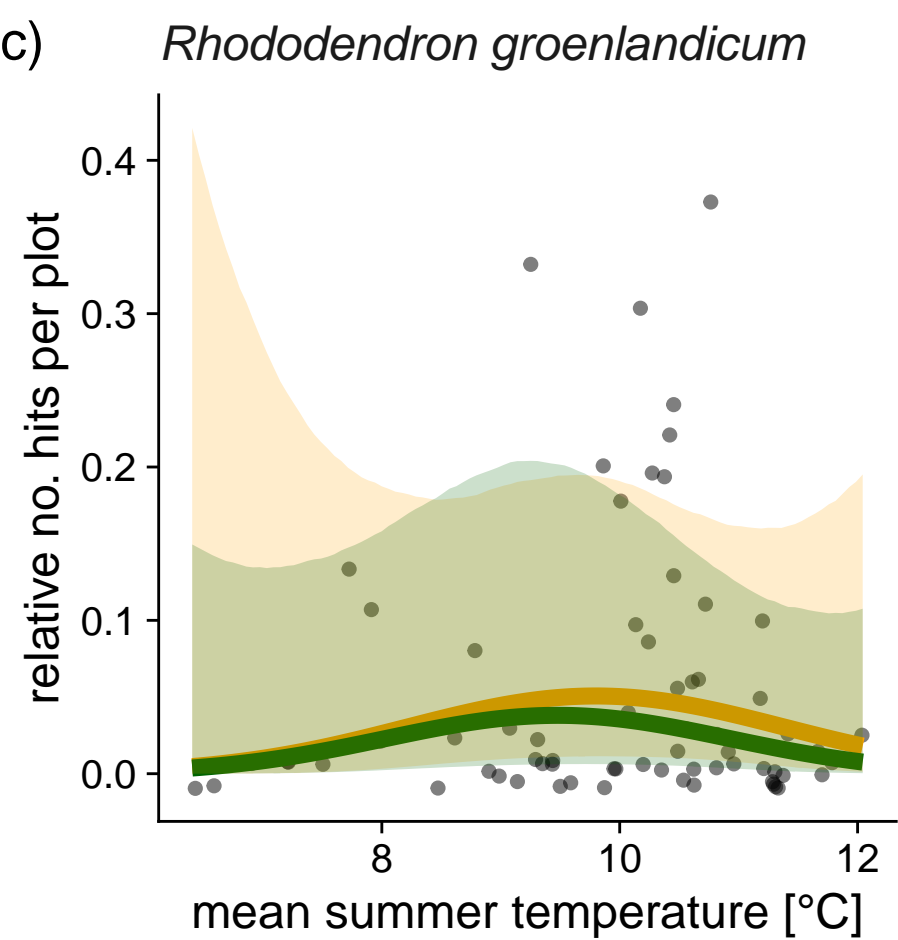 c)
Rhododendron groenlandicum
relative no. hits per plot
0.4
0.3
0.2
0.1
0.0
8 10 12
mean summer temperature [°C]